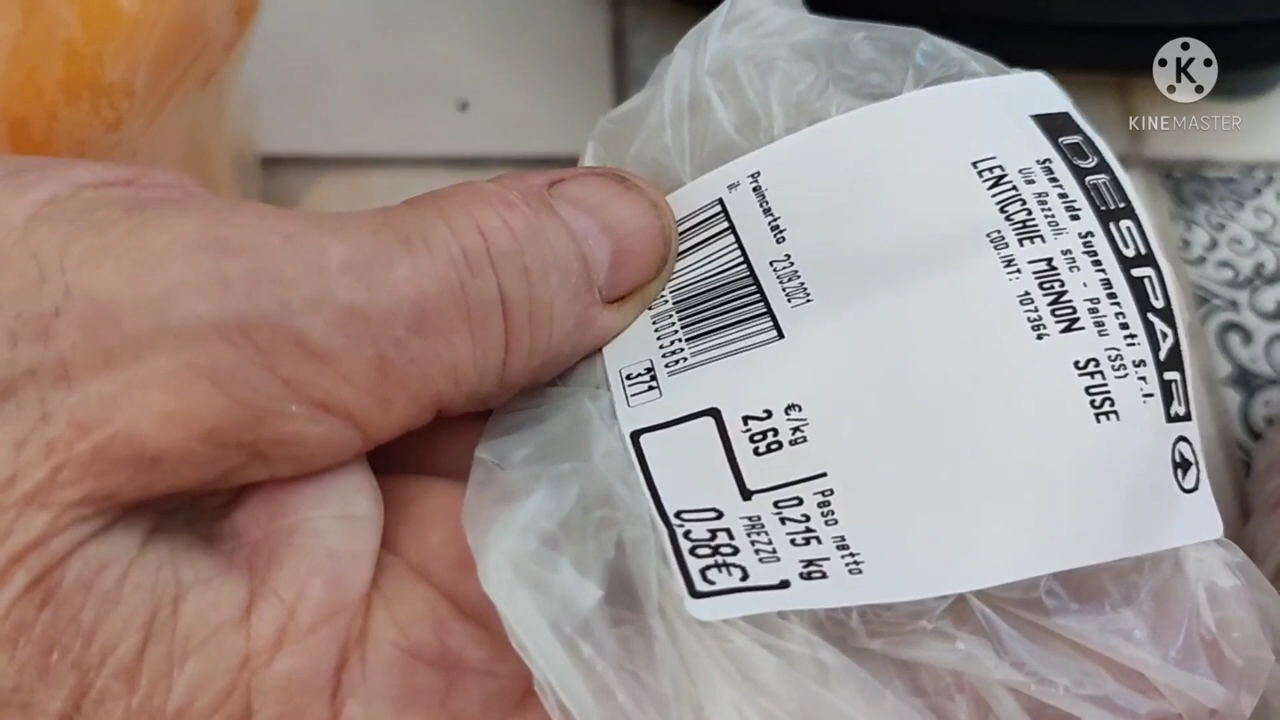 DESPAR
Smeralda Supermercati S.r.l.
Via Razzoli, snc - Palau (SS)
LENTICCHIE MIGNON SFUSE
COD.INT: 107364
Preincartato 23.09.2021
il:
€/kg
2,69
Peso netto
0,215 kg
PREZZO
0,58€
371
K
KINEMASTER